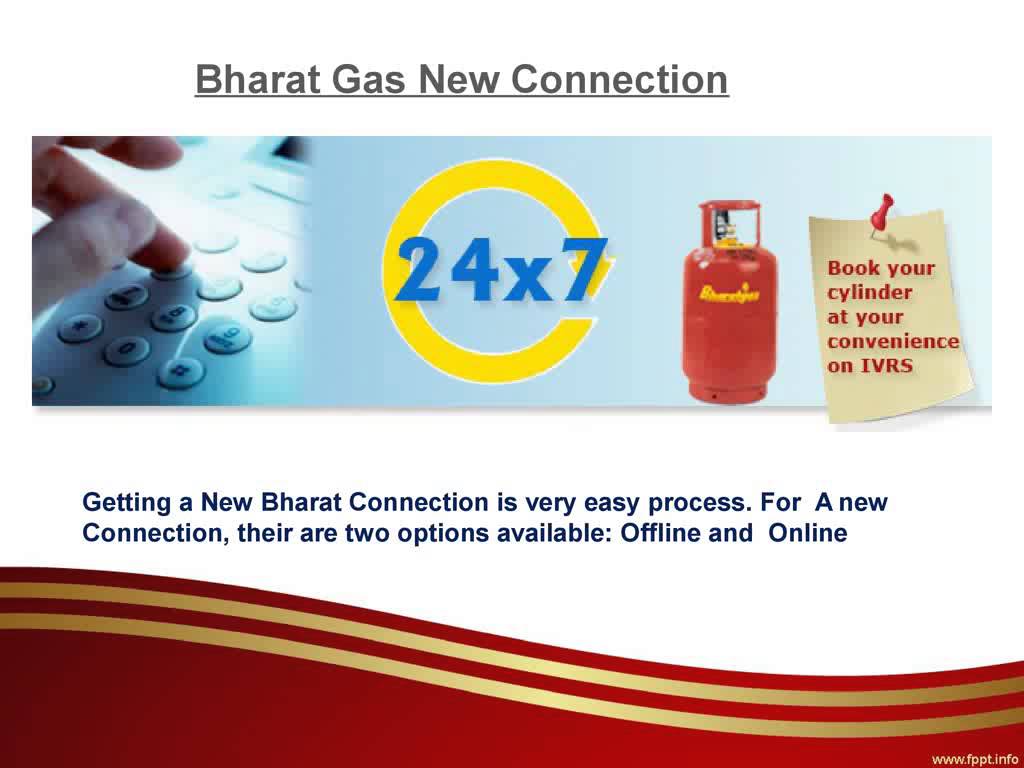 Bharat Gas New Connection
24x7
Bharatgas
Book your
cylinder
at your
convenience
on IVRS
Getting a New Bharat Connection is very easy process. For  A new
Connection, their are two options available: Offline and  Online
www.fppt.info